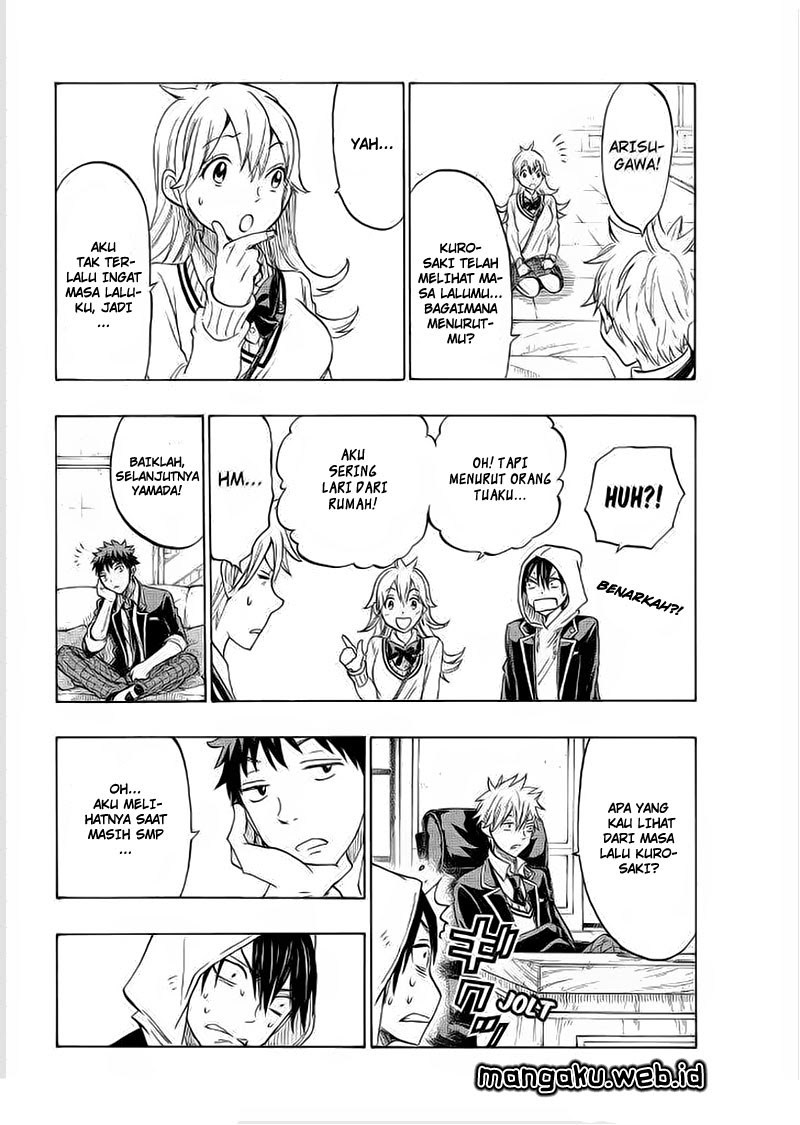 ARISU-
GAWA!
KURO-
SAKI TELAH
MELIHAT MA-
SA LALUMU...
BAGAIMANA
MENURUT-
MU?
YAH...
AKU
TAK TER-
LALU INGAT
MASA LALU-
KU, JADI
...
HUH?!
BENARKAH?!
OH! TAPI
MENURUT ORANG
TUAKU...
AKU
SERING
LARI DARI
RUMAH!
HM...
BAIKLAH,
SELANJUTNYA
YAMADA!
APA YANG
KAU LIHAT
DARI MASA
LALU KURO-
SAKI?
ギクッ
JOLT
OH...
AKU MELI-
HATNYA SAAT
MASIH SMP
...
mangaku.web.id